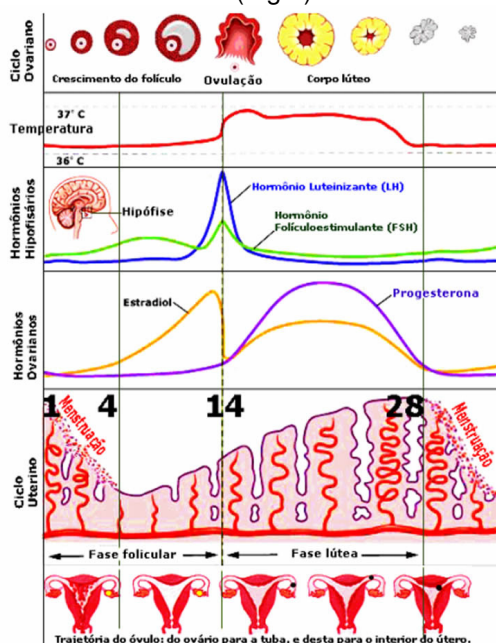 Ciclo
Ovariano
Crescimento do folículo
Ovulação
Corpo lúteo
37° C
Temperatura
36° C
Hormônios
Hipofisários
Hipófise
Hormônio Luteinizante (LH)
Hormônio
Folículoestimulante (FSH)
Hormônios
Ovarianos
Estradiol
Progesterona
1 4 14 28
Ciclo
Uterino
Menstruação
Menstruação
Fase folicular
Fase lútea
Trajetória do óvulo: do ovário para a tuba, e desta para o interior do útero.